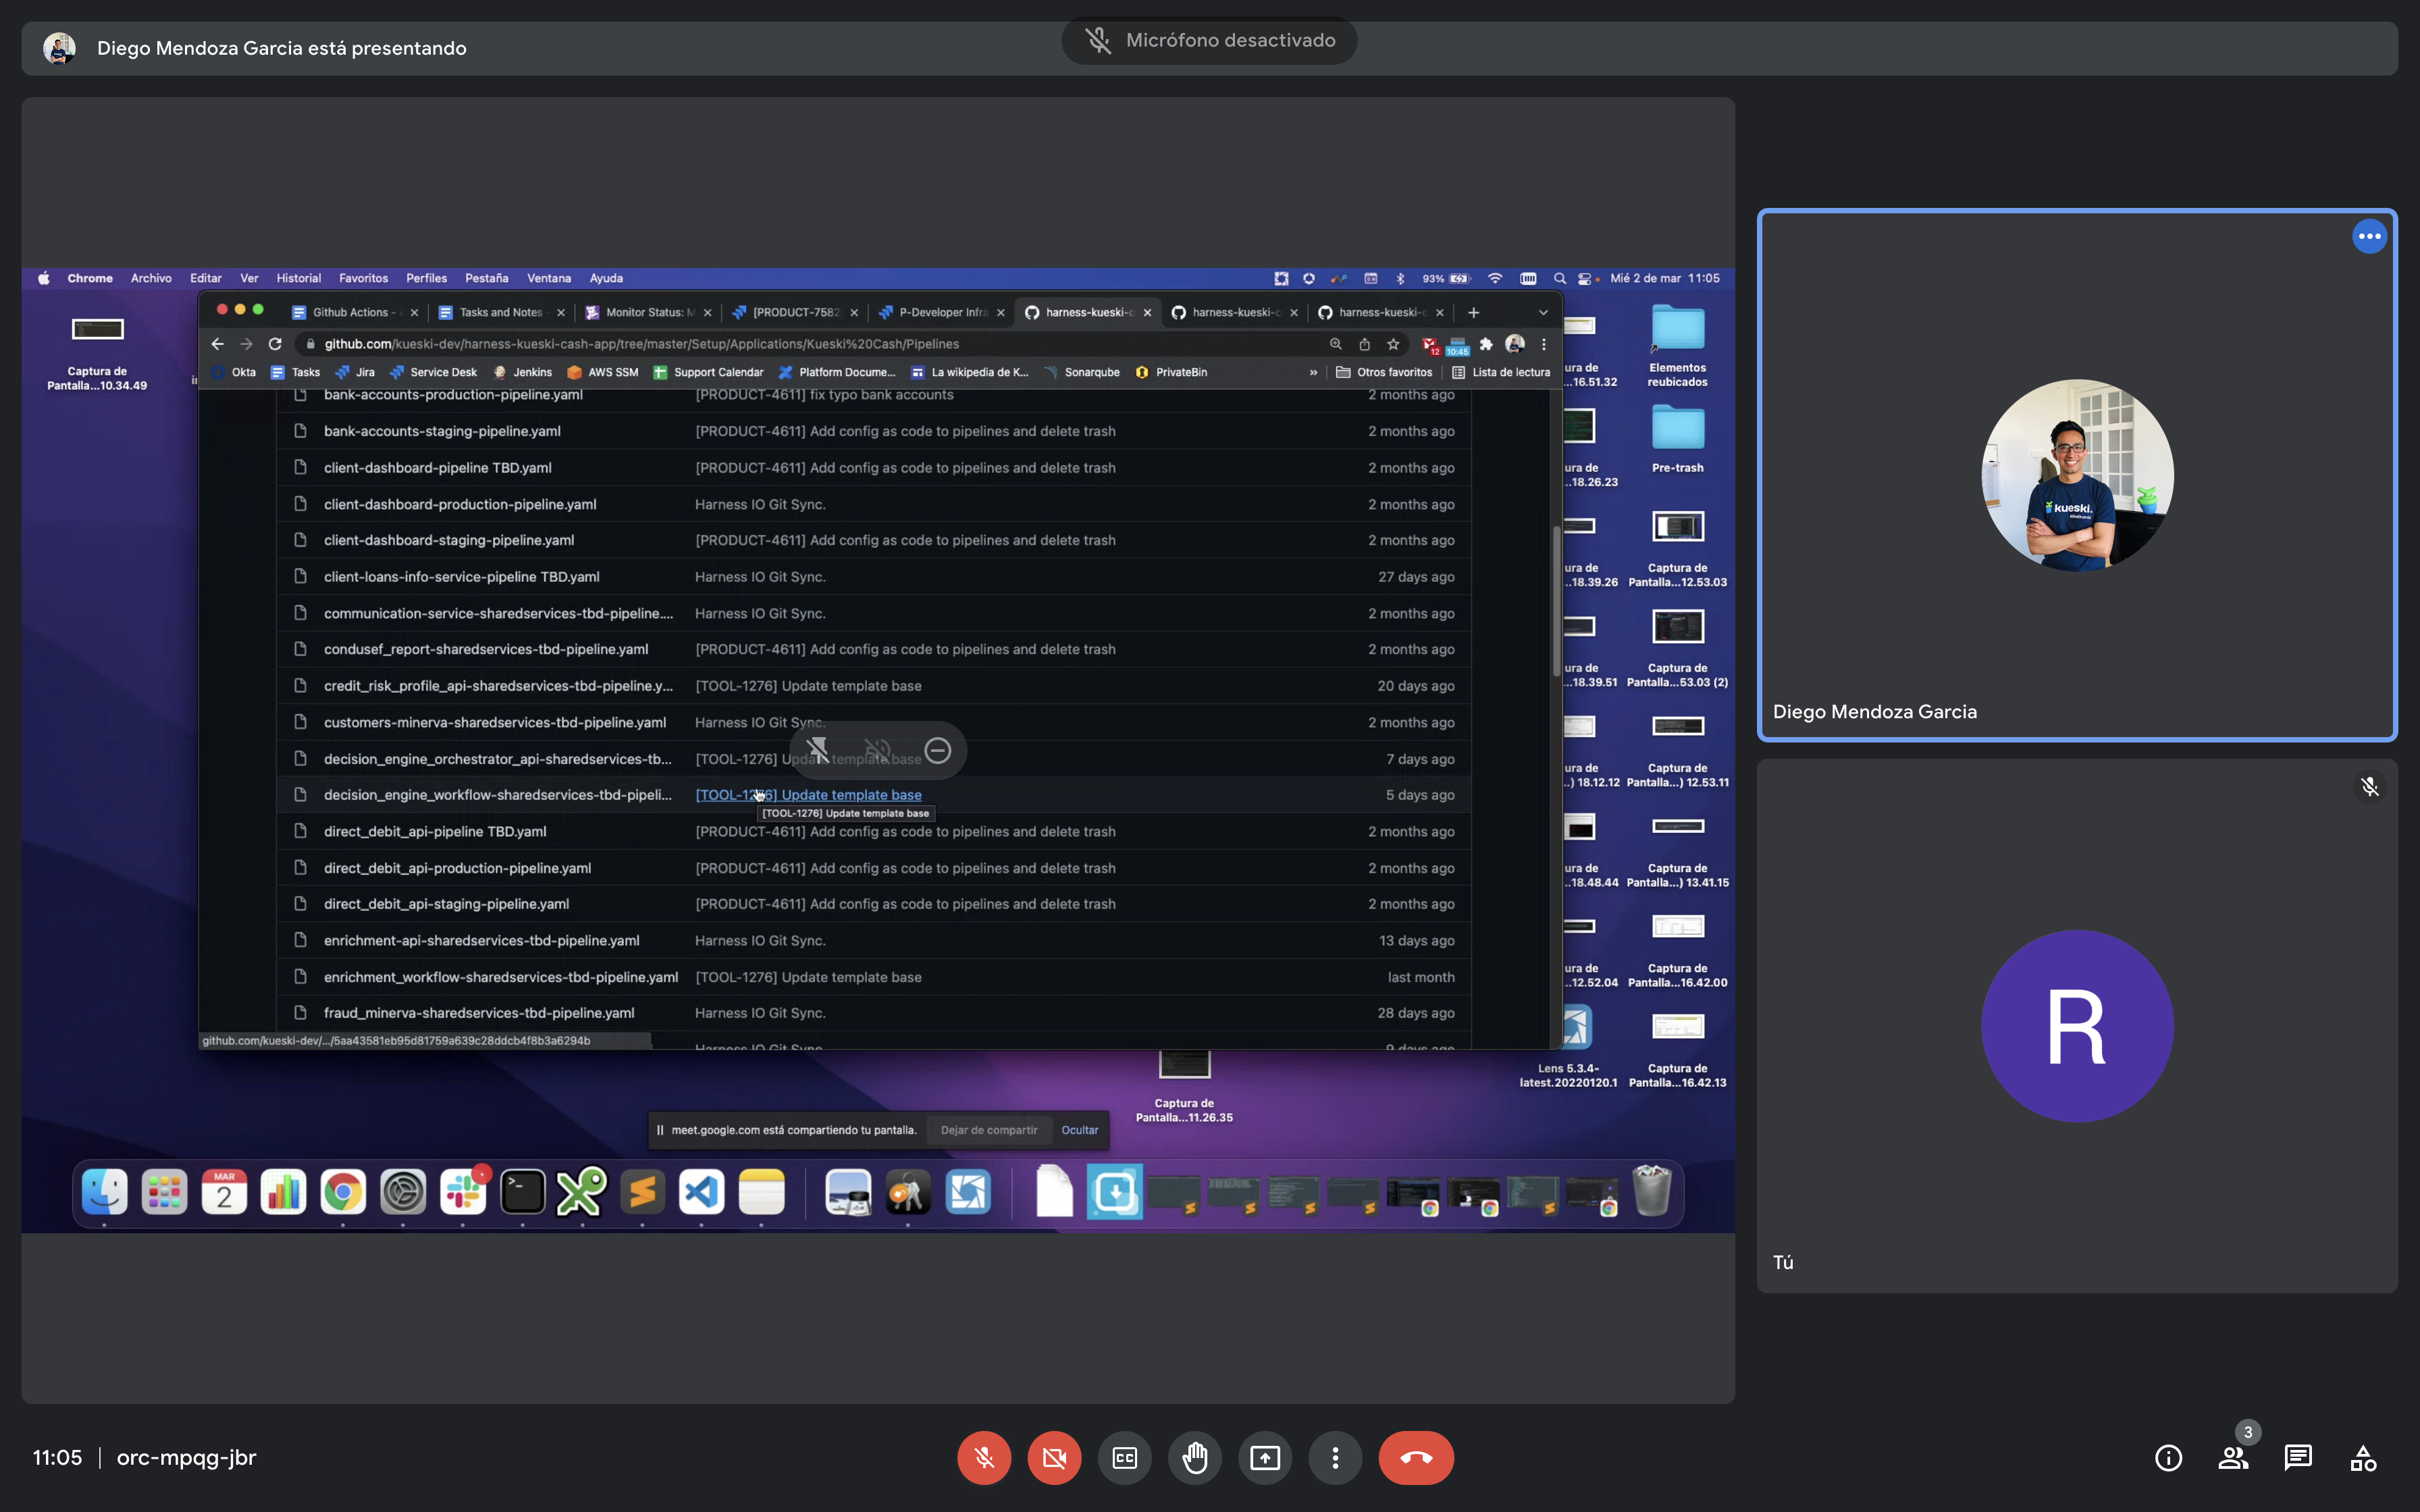 Diego Mendoza Garcia está presentando
Micrófono desactivado
Chrome Archivo Editar Ver Historial Favoritos Perfiles Pestaña Ventana Ayuda
93% Mié 2 de mar 11:05
Github Actions - Tasks and Notes Monitor Status: M [PRODUCT-7582 P-Developer Infra harness-kueski-c harness-kueski-c harness-kueski-c
github.com/kueski-dev/harness-kueski-cash-app/tree/master/Setup/Applications/Kueski%20Cash/Pipelines
12 10:45
Okta Tasks Jira Service Desk Jenkins AWS SSM Support Calendar Platform Docume... La wikipedia de K... Sonarqube PrivateBin » Otros favoritos Lista de lectura
bank-accounts-production-pipeline.yaml [PRODUCT-4611] fix typo bank accounts 2 months ago
bank-accounts-staging-pipeline.yaml [PRODUCT-4611] Add config as code to pipelines and delete trash 2 months ago
client-dashboard-pipeline TBD.yaml [PRODUCT-4611] Add config as code to pipelines and delete trash 2 months ago
client-dashboard-production-pipeline.yaml Harness IO Git Sync. 2 months ago
client-dashboard-staging-pipeline.yaml [PRODUCT-4611] Add config as code to pipelines and delete trash 2 months ago
client-loans-info-service-pipeline TBD.yaml Harness IO Git Sync. 27 days ago
communication-service-sharedservices-tbd-pipeline.... Harness IO Git Sync. 2 months ago
condusef_report-sharedservices-tbd-pipeline.yaml [PRODUCT-4611] Add config as code to pipelines and delete trash 2 months ago
credit_risk_profile_api-sharedservices-tbd-pipeline.y... [TOOL-1276] Update template base 20 days ago
customers-minerva-sharedservices-tbd-pipeline.yaml Harness IO Git Sync. 2 months ago
decision_engine_orchestrator_api-sharedservices-tb... [TOOL-1276] Update template base 7 days ago
decision_engine_workflow-sharedservices-tbd-pipeli... [TOOL-1276] Update template base 5 days ago
[TOOL-1276] Update template base
direct_debit_api-pipeline TBD.yaml [PRODUCT-4611] Add config as code to pipelines and delete trash 2 months ago
direct_debit_api-production-pipeline.yaml [PRODUCT-4611] Add config as code to pipelines and delete trash 2 months ago
direct_debit_api-staging-pipeline.yaml [PRODUCT-4611] Add config as code to pipelines and delete trash 2 months ago
enrichment-api-sharedservices-tbd-pipeline.yaml Harness IO Git Sync. 13 days ago
enrichment_workflow-sharedservices-tbd-pipeline.yaml [TOOL-1276] Update template base last month
fraud_minerva-sharedservices-tbd-pipeline.yaml Harness IO Git Sync. 28 days ago
Harness IO Git Sync. 9 days ago
github.com/kueski-dev/.../5aa43581eb95d81759a639c28ddcb4f8b3a6294b
Captura de
Pantalla...10.34.49
ura de
...16.51.32
Elementos
reubicados
ura de
...18.26.23
Pre-trash
ura de
...18.39.26
Captura de
Pantalla...12.53.03
ura de
...18.39.51
Captura de
Pantalla...53.03 (2)
ura de
...) 18.12.12
Captura de
Pantalla...) 12.53.11
ura de
...18.48.44
Captura de
Pantalla...) 13.41.15
ura de
...12.52.04
Captura de
Pantalla...16.42.00
Lens 5.3.4-
latest.20220120.1
Captura de
Pantalla...16.42.13
Captura de
Pantalla...11.26.35
meet.google.com está compartiendo tu pantalla. Dejar de compartir Ocultar
MAR
2
kueski.
Diego Mendoza Garcia
R
Tú
11:05 | orc-mpqg-jbr
CC
3